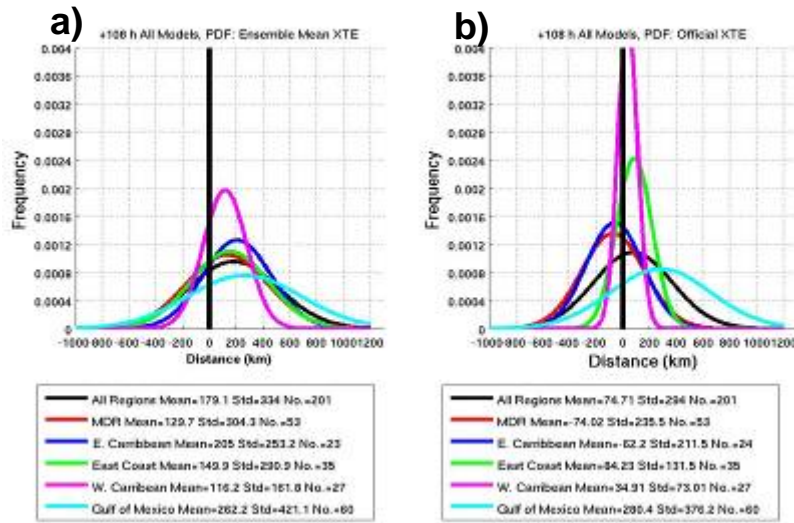 a)
+108 h All Models, PDF: Ensemble Mean XTE
Frequency
0.004
0.0036
0.0032
0.0028
0.0024
0.002
0.0016
0.0012
0.0008
0.0004
0
-1000 -800 -600 -400 -200 0 200 400 600 800 1000 1200
Distance (km)
All Regions Mean=179.1 Std=334 No.=201
MDR Mean=129.7 Std=304.3 No.=53
E. Carribbean Mean=205 Std=253.2 No.=23
East Coast Mean=149.9 Std=290.9 No.=35
W. Carribean Mean=116.2 Std=161.8 No.=27
Gulf of Mexico Mean=262.2 Std=421.1 No=60
b)
+108 h All Models, PDF: Official XTE
Frequency
0.004
0.0036
0.0032
0.0028
0.0024
0.002
0.0016
0.0012
0.0008
0.0004
0
-1000 -800 -600 -400 -200 0 200 400 600 800 1000 1200
Distance (km)
All Regions Mean=74.71 Std=294 No.=201
MDR Mean=-74.02 Std=235.5 No.=53
E. Carribbean Mean=-62.2 Std=211.5 No.=24
East Coast Mean=84.23 Std=131.5 No.=35
W. Carribean Mean=34.91 Std=73.01 No.=27
Gulf of Mexico Mean=280.4 Std=376.2 No.=60